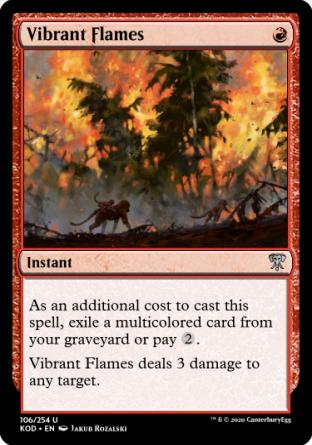 Vibrant Flames
Instant
As an additional cost to cast this
spell, exile a multicolored card from
your graveyard or pay 2.
Vibrant Flames deals 3 damage to
any target.
106/254 U
KOD • EN Jakub Rozalski
™ & © 2020 CanterburyEgg